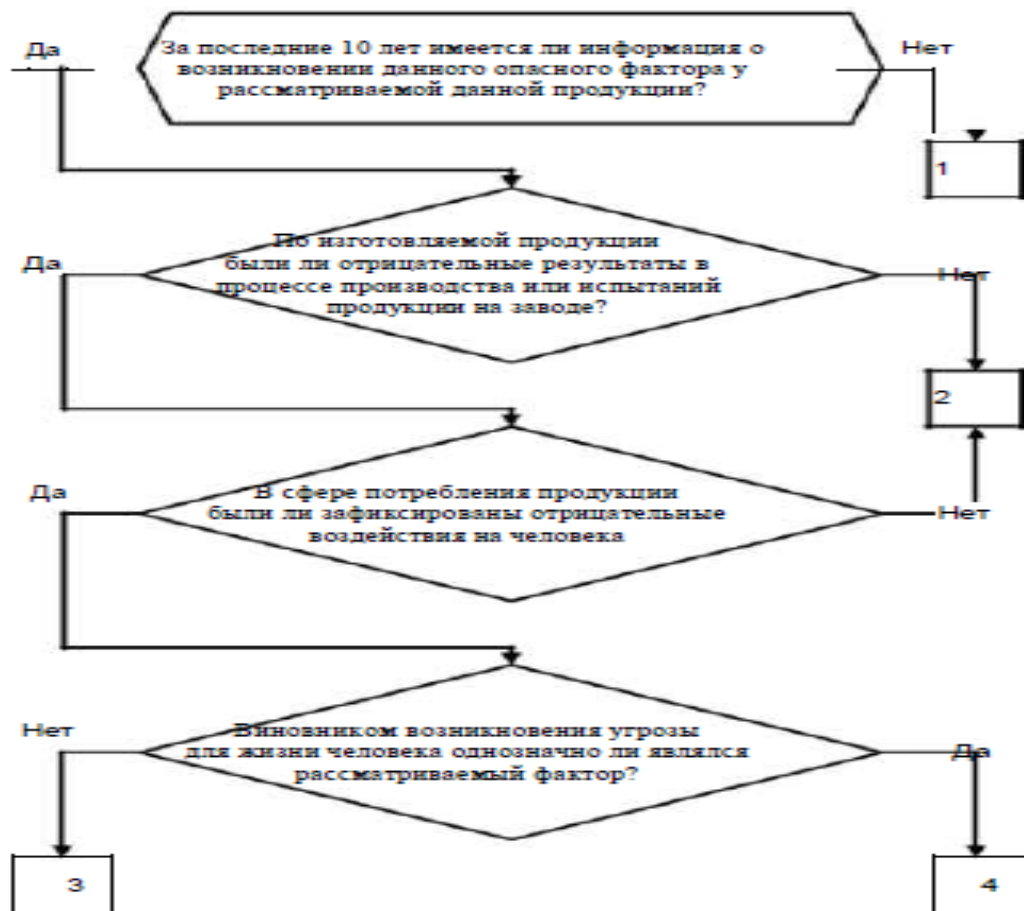 Да
За последние 10 лет имеется ли информация о
возникновении данного опасного фактора у
рассматриваемой данной продукции?
Нет
1
Да
По изготовляемой продукции
были ли отрицательные результаты в
процессе производства или испытаний
продукции на заводе?
Нет
2
Да
В сфере потребления продукции
были ли зафиксированы отрицательные
воздействия на человека
Нет
Нет
Виновником возникновения угрозы
для жизни человека однозначно ли являлся
рассматриваемый фактор?
Да
3
4